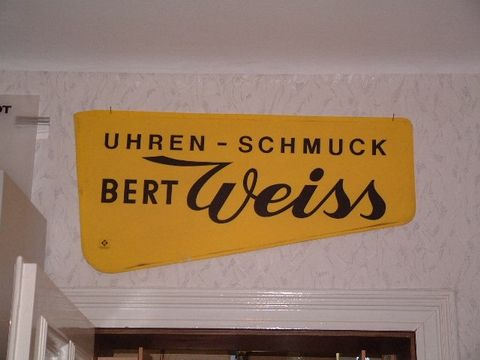 UHREN - SCHMUCK
BERT Weiss